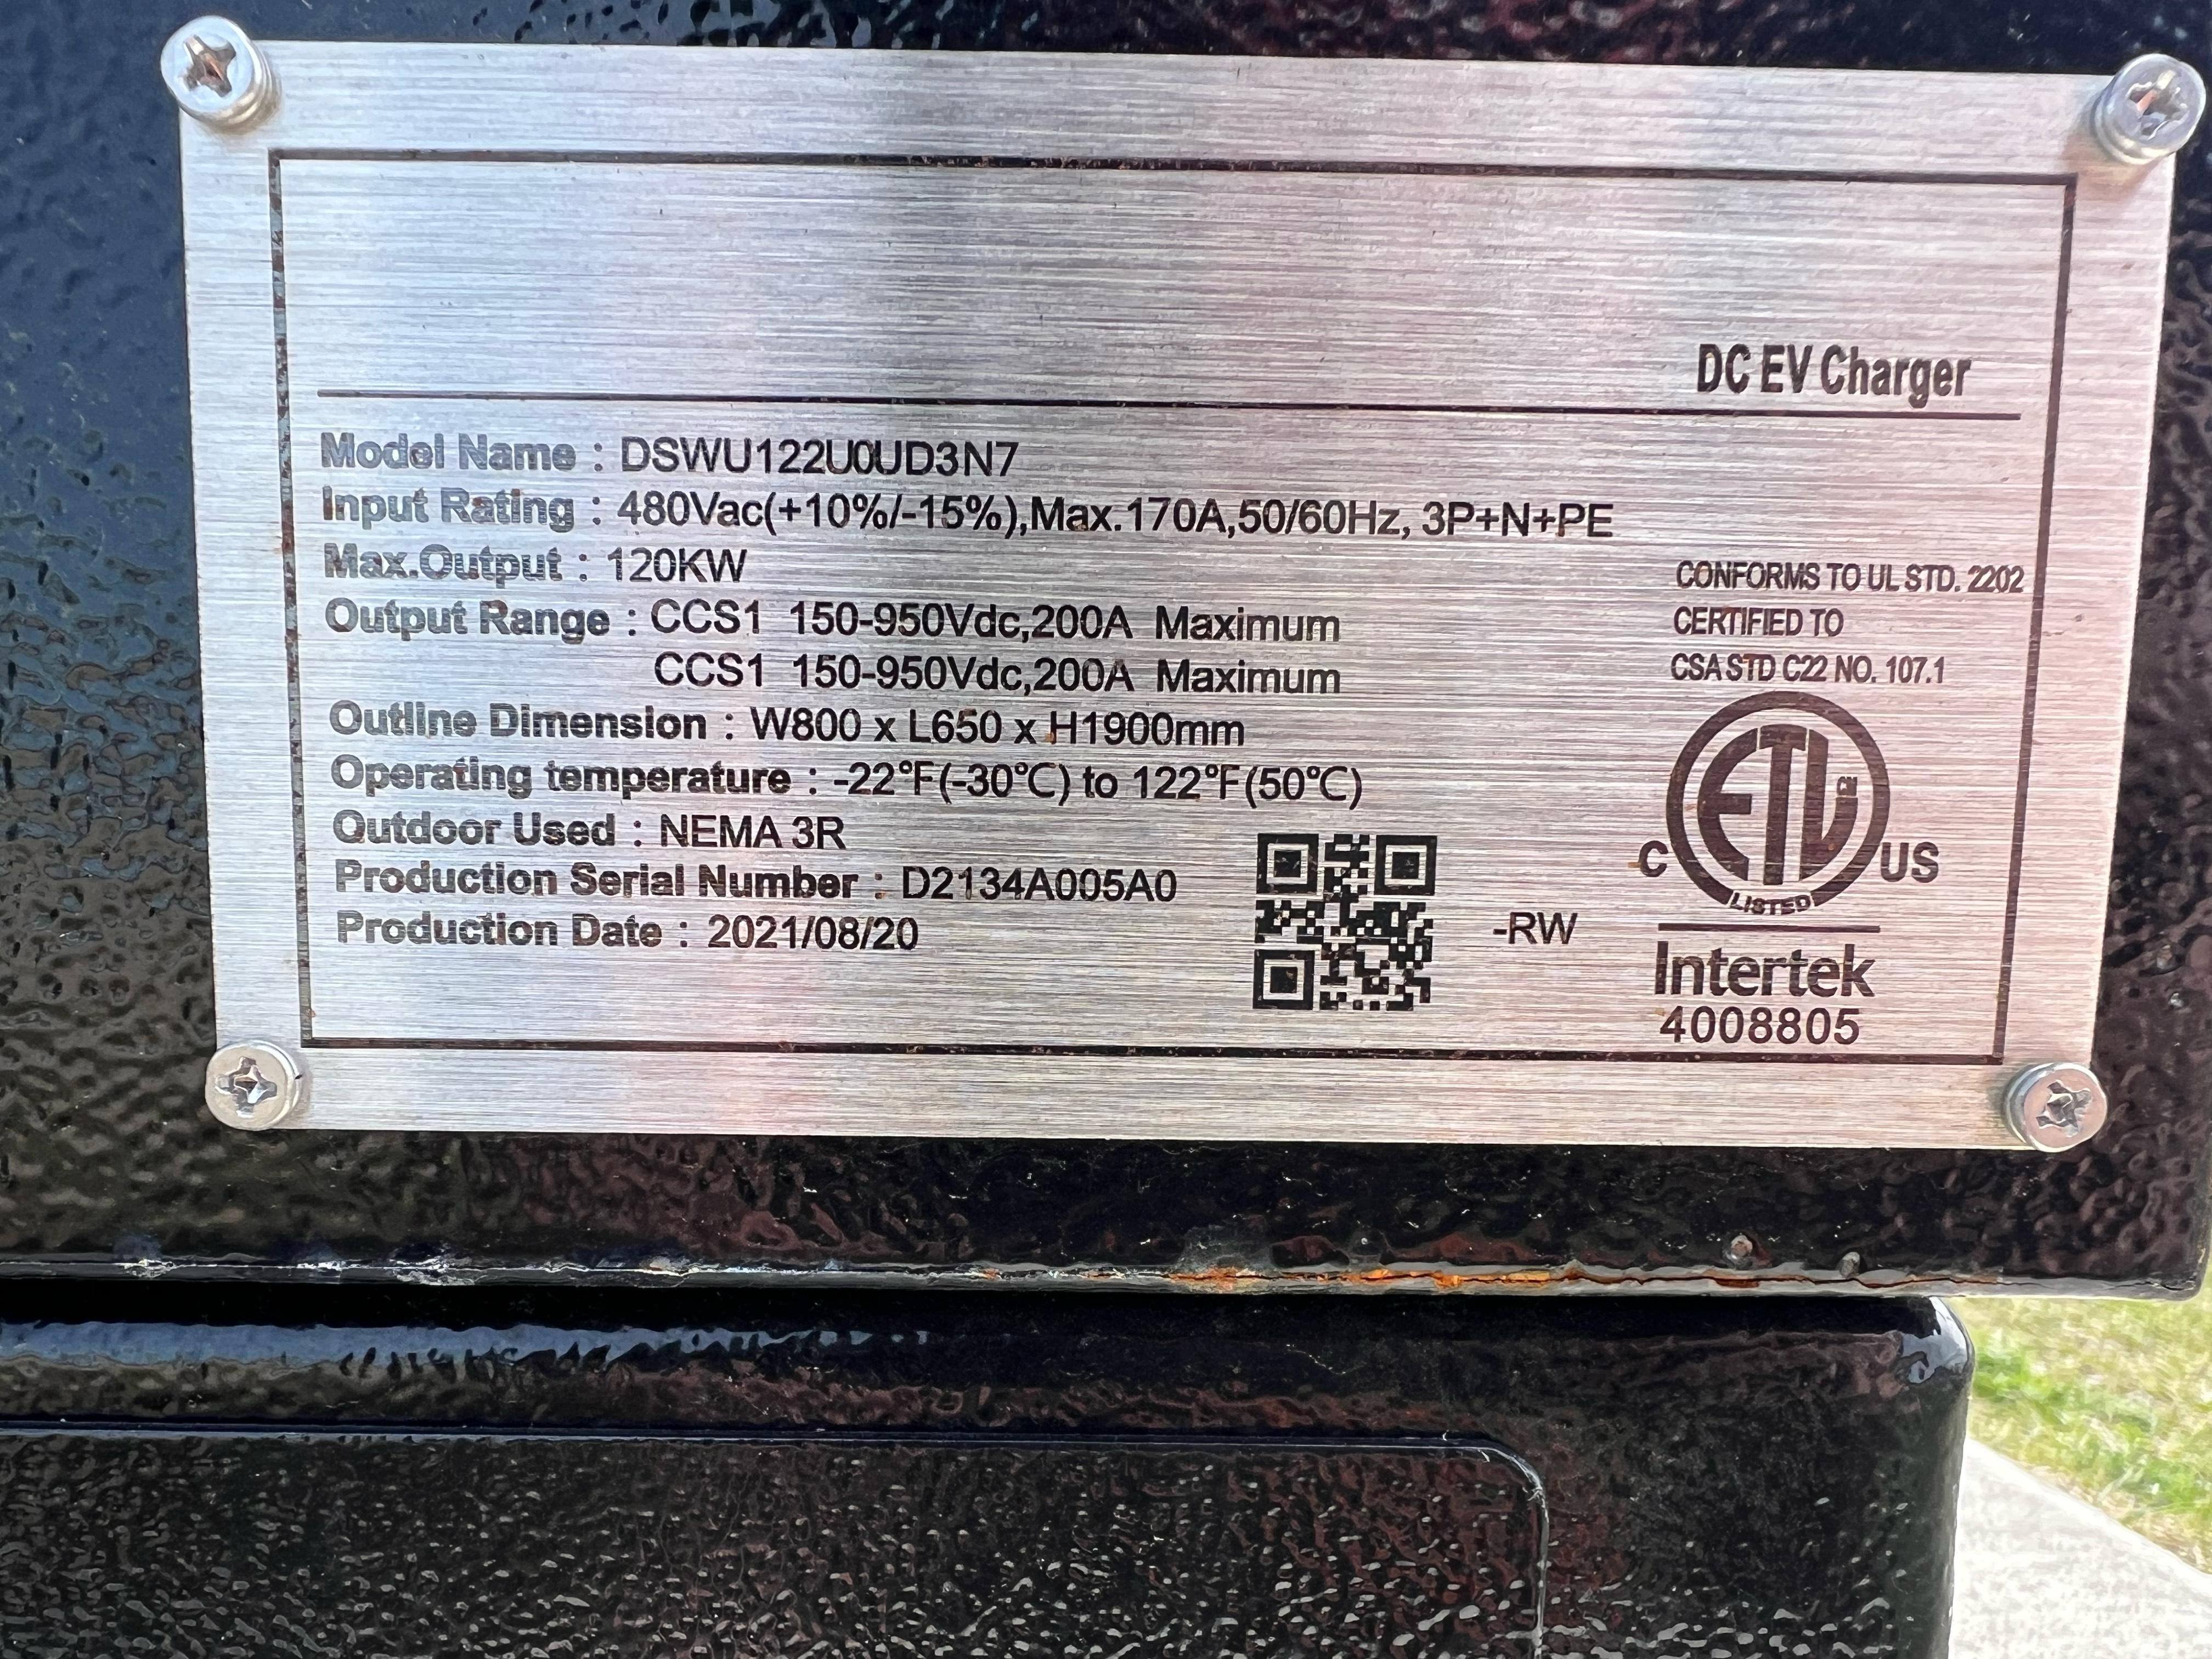 DC EV Charger
Model Name : DSWU122U0UD3N7
Input Rating : 480Vac(+10%/-15%),Max.170A,50/60Hz, 3P+N+PE
Max.Output : 120KW
Output Range : CCS1 150-950Vdc,200A Maximum
CCS1 150-950Vdc,200A Maximum
Outline Dimension : W800 x L650 x H1900mm
Operating temperature : -22°F(-30°C) to 122°F(50°C)
Outdoor Used : NEMA 3R
Production Serial Number : D2134A005A0
Production Date : 2021/08/20
-RW
CONFORMS TO UL STD. 2202
CERTIFIED TO
CSA STD C22 NO. 107.1
ETL
CM
C US
LISTED
Intertek
4008805